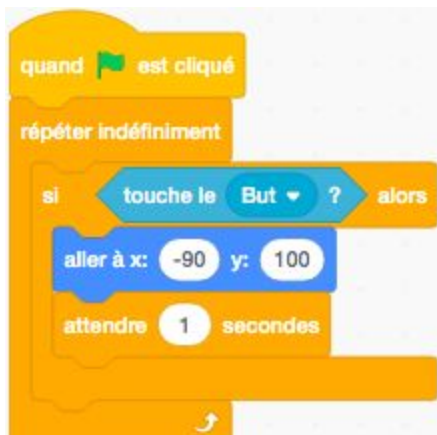 quand est cliqué
répéter indéfiniment
si touche le But ? alors
aller à x: -90 y: 100
attendre 1 secondes